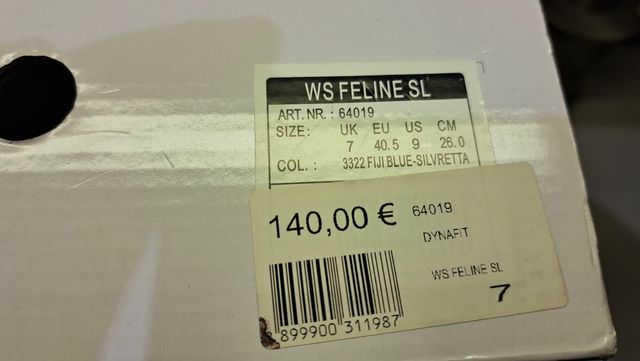 WS FELINE SL
ART. NR. : 64019
SIZE: UK EU US CM
7 40.5 9 26.0
COL. : 3322 FIJI BLUE-SILVRETTA
140,00 € 64019
DYNAFIT
WS FELINE SL
7
899900 311987